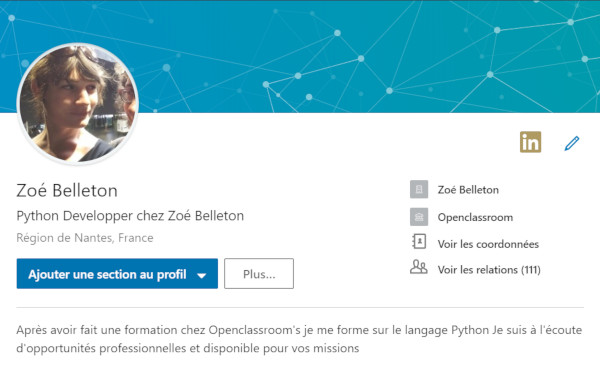 in
Zoé Belleton
Python Developper chez Zoé Belleton
Région de Nantes, France
Ajouter une section au profil
Plus...
Zoé Belleton
Openclassroom
Voir les coordonnées
Voir les relations (111)
Après avoir fait une formation chez Openclassroom's je me forme sur le langage Python Je suis à l'écoute
d'opportunités professionnelles et disponible pour vos missions